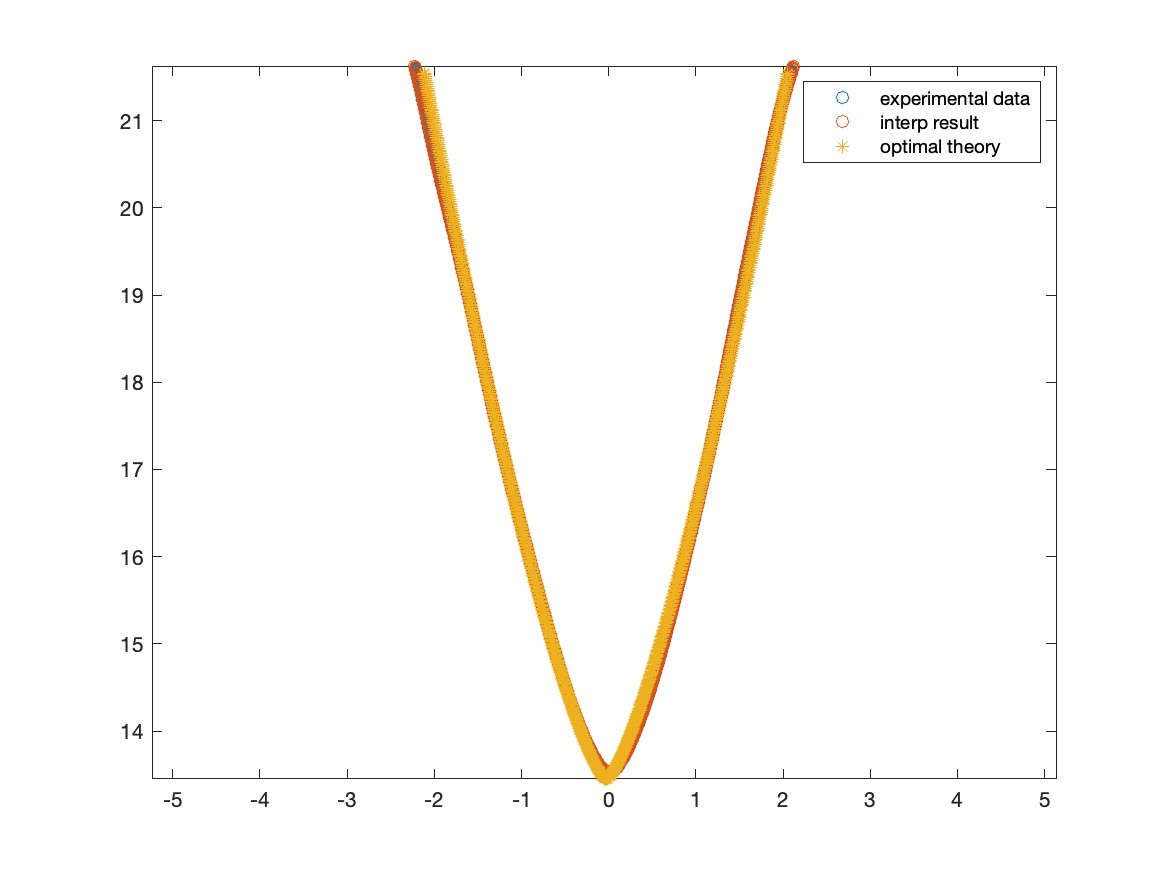 experimental data
interp result
optimal theory
21
20
19
18
17
16
15
14
-5 -4 -3 -2 -1 0 1 2 3 4 5